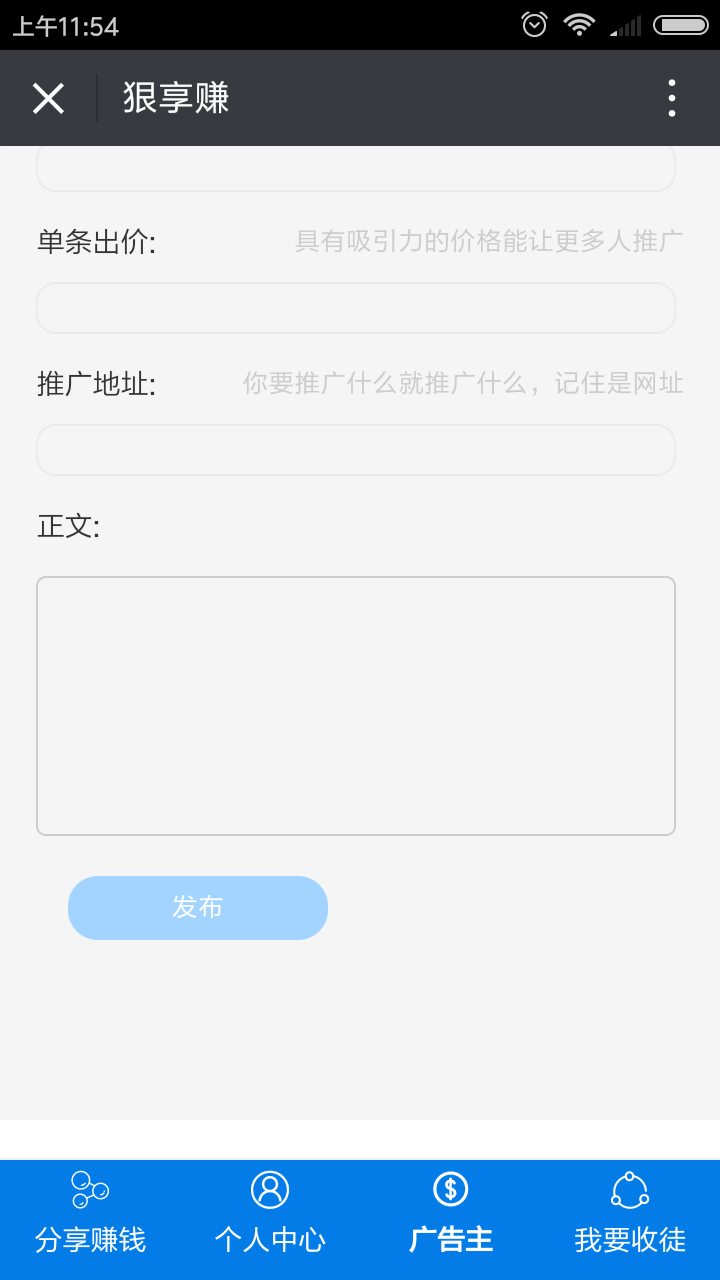 上午11:54
狠享赚
单条出价: 具有吸引力的价格能让更多人推广
推广地址: 你要推广什么就推广什么，记住是网址
正文:
发布
分享赚钱 个人中心 广告主 我要收徒